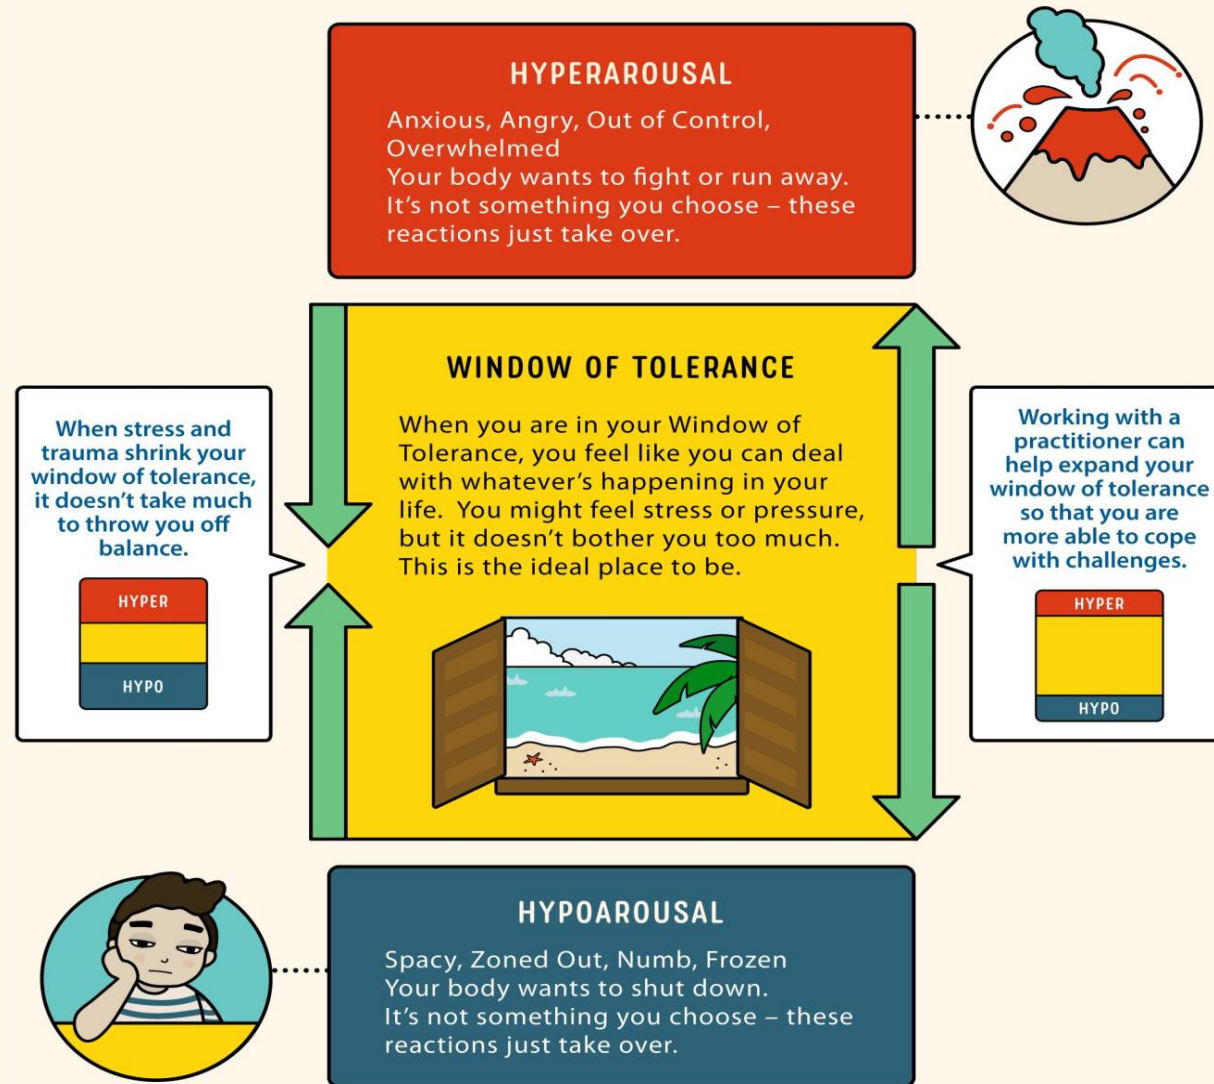 HYPERAROUSAL
Anxious, Angry, Out of Control,
Overwhelmed
Your body wants to fight or run away.
It’s not something you choose – these
reactions just take over.
WINDOW OF TOLERANCE
When you are in your Window of
Tolerance, you feel like you can deal
with whatever’s happening in your
life.  You might feel stress or pressure,
but it doesn’t bother you too much.
This is the ideal place to be.
When stress and
trauma shrink your
window of tolerance,
it doesn’t take much
to throw you off
balance.
HYPER
HYPO
Working with a
practitioner can
help expand your
window of tolerance
so that you are
more able to cope
with challenges.
HYPER
HYPO
HYPOAROUSAL
Spacy, Zoned Out, Numb, Frozen
Your body wants to shut down.
It’s not something you choose – these
reactions just take over.